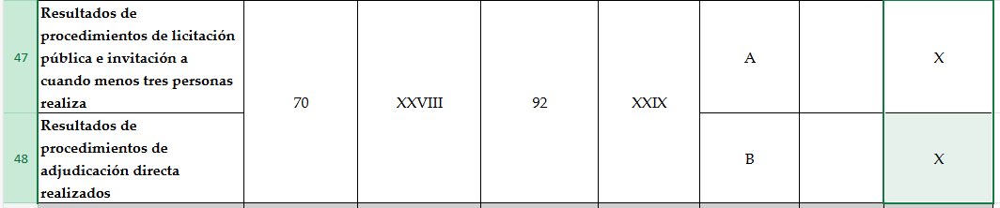 47
Resultados de
procedimientos de licitación
pública e invitación a
cuando menos tres personas
realiza
70
XXVIII
92
XXIX
A
X
48
Resultados de
procedimientos de
adjudicación directa
realizados
B
X